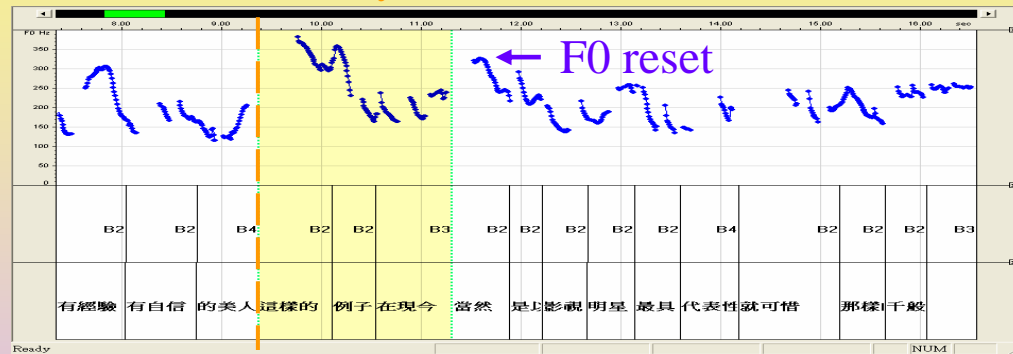 8.00 9.00 10.00 11.00 12.00 13.00 14.00 15.00 16.00 sec
F0 Hz
350
300
250
200
150
100
50
0
← F0 reset
B2 B2 B4 B2 B2 B3 B2 B2 B2 B2 B2 B2 B4 B2 B2 B2 B3
有經驗 有自信 的美人 這樣的 例子 在現今 當然 是以 影視 明星 最具 代表性 就可惜 那樣 千般
Ready NUM